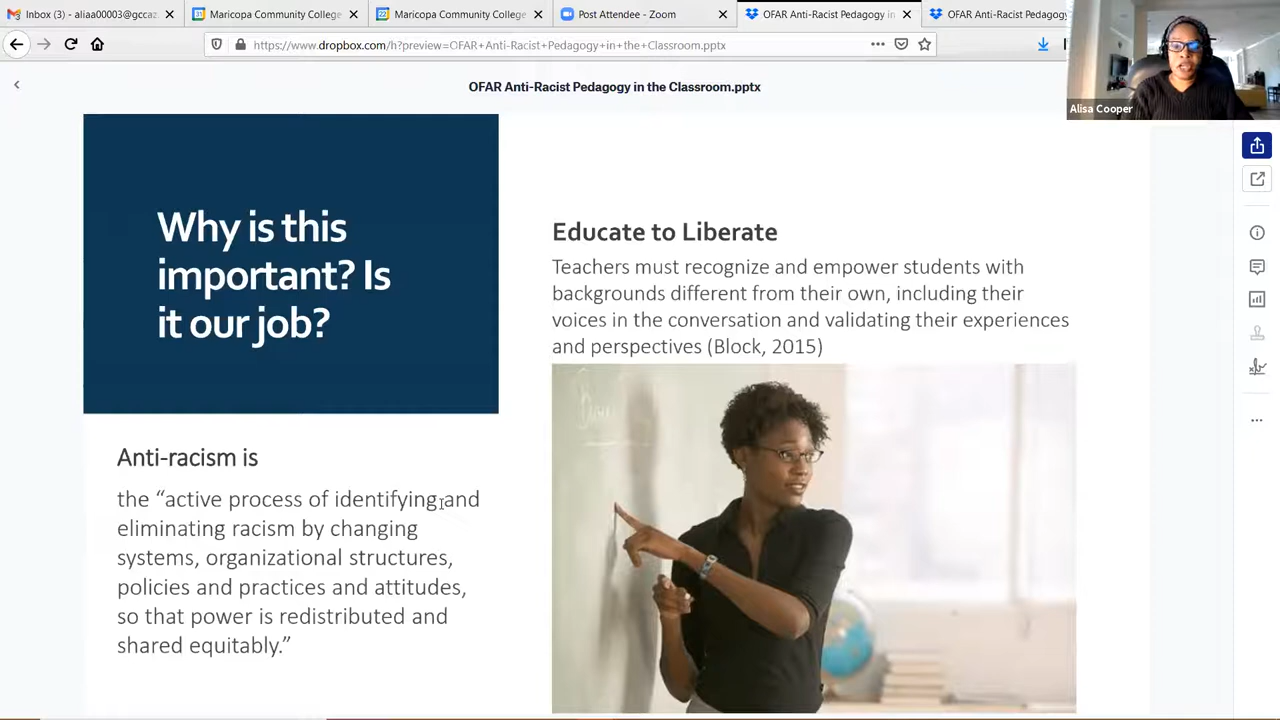 Inbox (3) - aliaa00003@gccaz.
Maricopa Community College
Maricopa Community College
Post Attendee - Zoom
OFAR Anti-Racist Pedagogy in
OFAR Anti-Racist Pedagogy
https://www.dropbox.com/h?preview=OFAR+Anti-Racist+Pedagogy+in+the+Classroom.pptx
Alisa Cooper
OFAR Anti-Racist Pedagogy in the Classroom.pptx
Why is this
important? Is
it our job?
Anti-racism is
the “active process of identifying and
eliminating racism by changing
systems, organizational structures,
policies and practices and attitudes,
so that power is redistributed and
shared equitably.”
Educate to Liberate
Teachers must recognize and empower students with
backgrounds different from their own, including their
voices in the conversation and validating their experiences
and perspectives (Block, 2015)